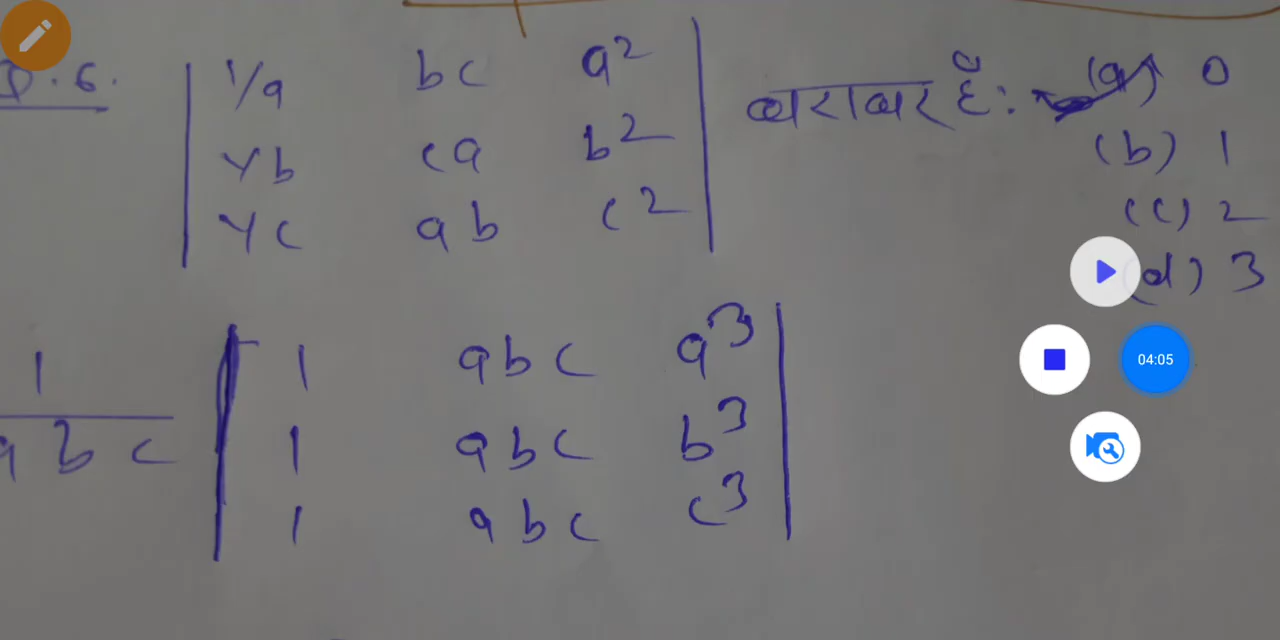 Q.6. | 1/a bc a² | बराबर है: (a) 0
| 1/b ca b² | (b) 1
| 1/c ab c² | (c) 2
(d) 3
04:05
1/abc | 1 abc a³ |
| 1 abc b³ |
| 1 abc c³ |